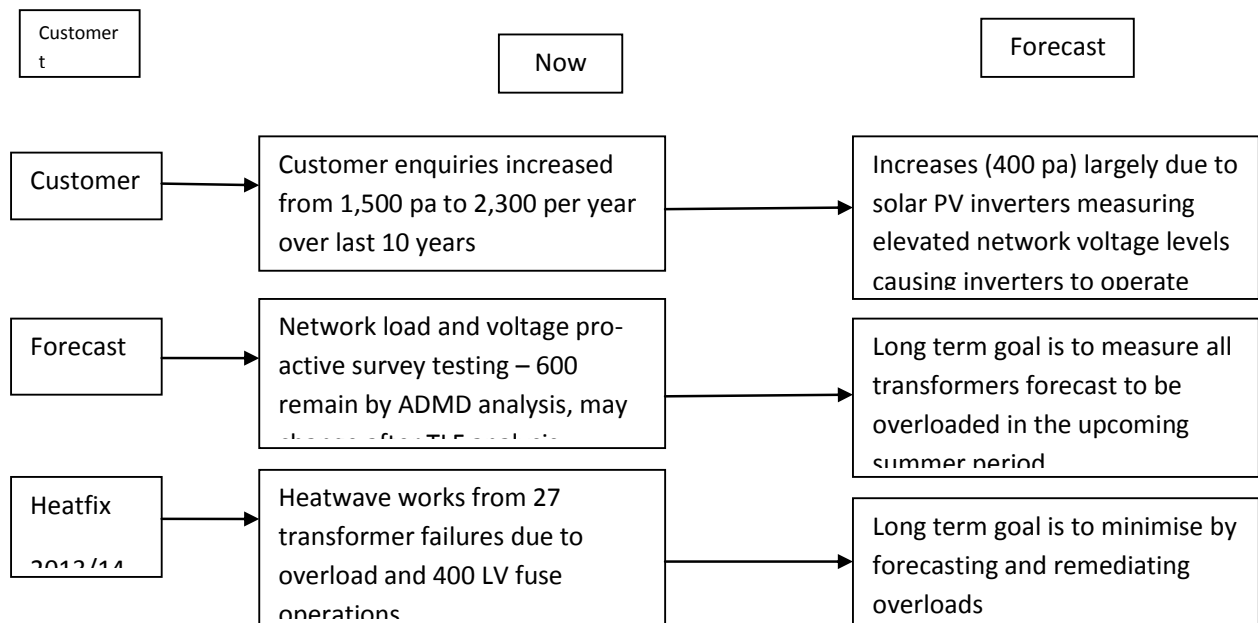 Customer
t
Now
Forecast
Customer
Customer enquiries increased
from 1,500 pa to 2,300 per year
over last 10 years
Increases (400 pa) largely due to
solar PV inverters measuring
elevated network voltage levels
causing inverters to operate
Forecast
Network load and voltage pro-
active survey testing – 600
remain by ADMD analysis, may
Long term goal is to measure all
transformers forecast to be
overloaded in the upcoming
summer period
Heatfix
2013/14
Heatwave works from 27
transformer failures due to
overload and 400 LV fuse
operations
Long term goal is to minimise by
forecasting and remediating
overloads